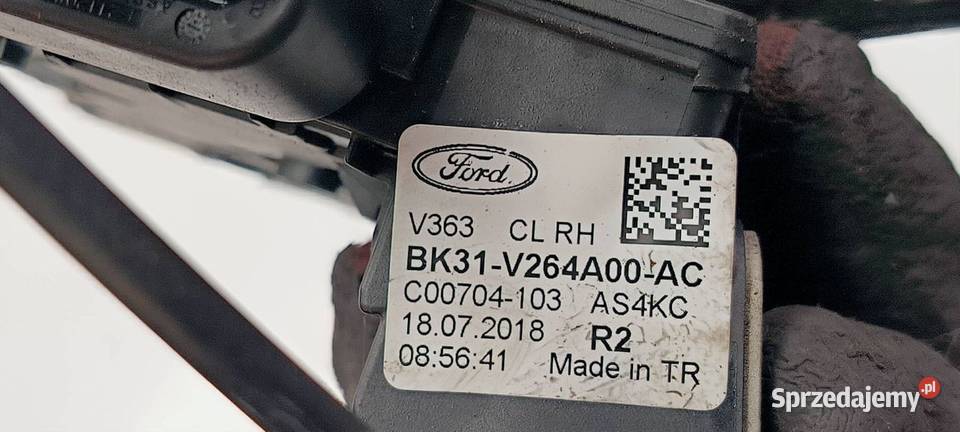 Ford
V363 CL RH
BK31-V264A00-AC
C00704-103 AS4KC
18.07.2018 R2
08:56:41 Made in TR
Sprzedajemy.pl